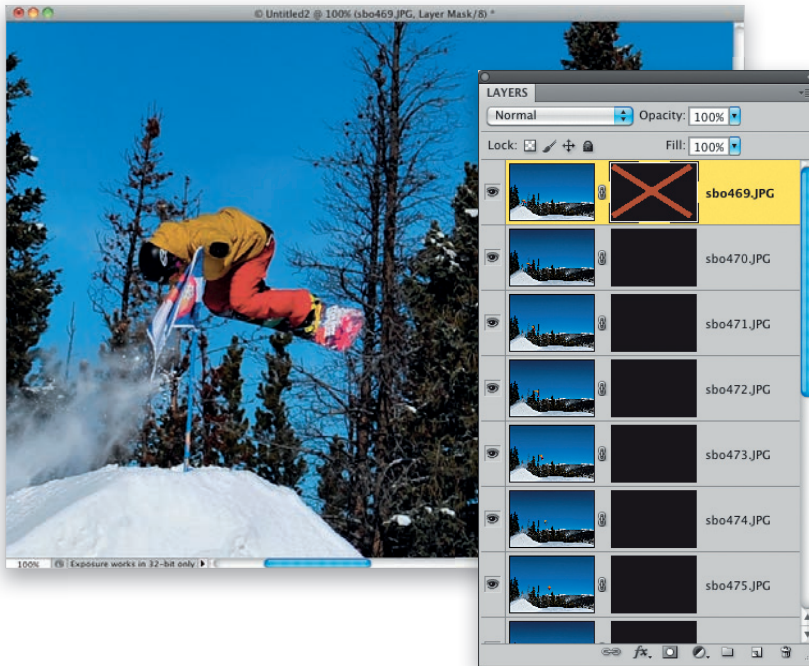 © Untitled2 @ 100% (sbo469.JPG, Layer Mask/8) *
LAYERS
Normal
Opacity: 100%
Lock:
Fill: 100%
sbo469.JPG
sbo470.JPG
sbo471.JPG
sbo472.JPG
sbo473.JPG
sbo474.JPG
sbo475.JPG
fx.
100%
Exposure works in 32-bit only